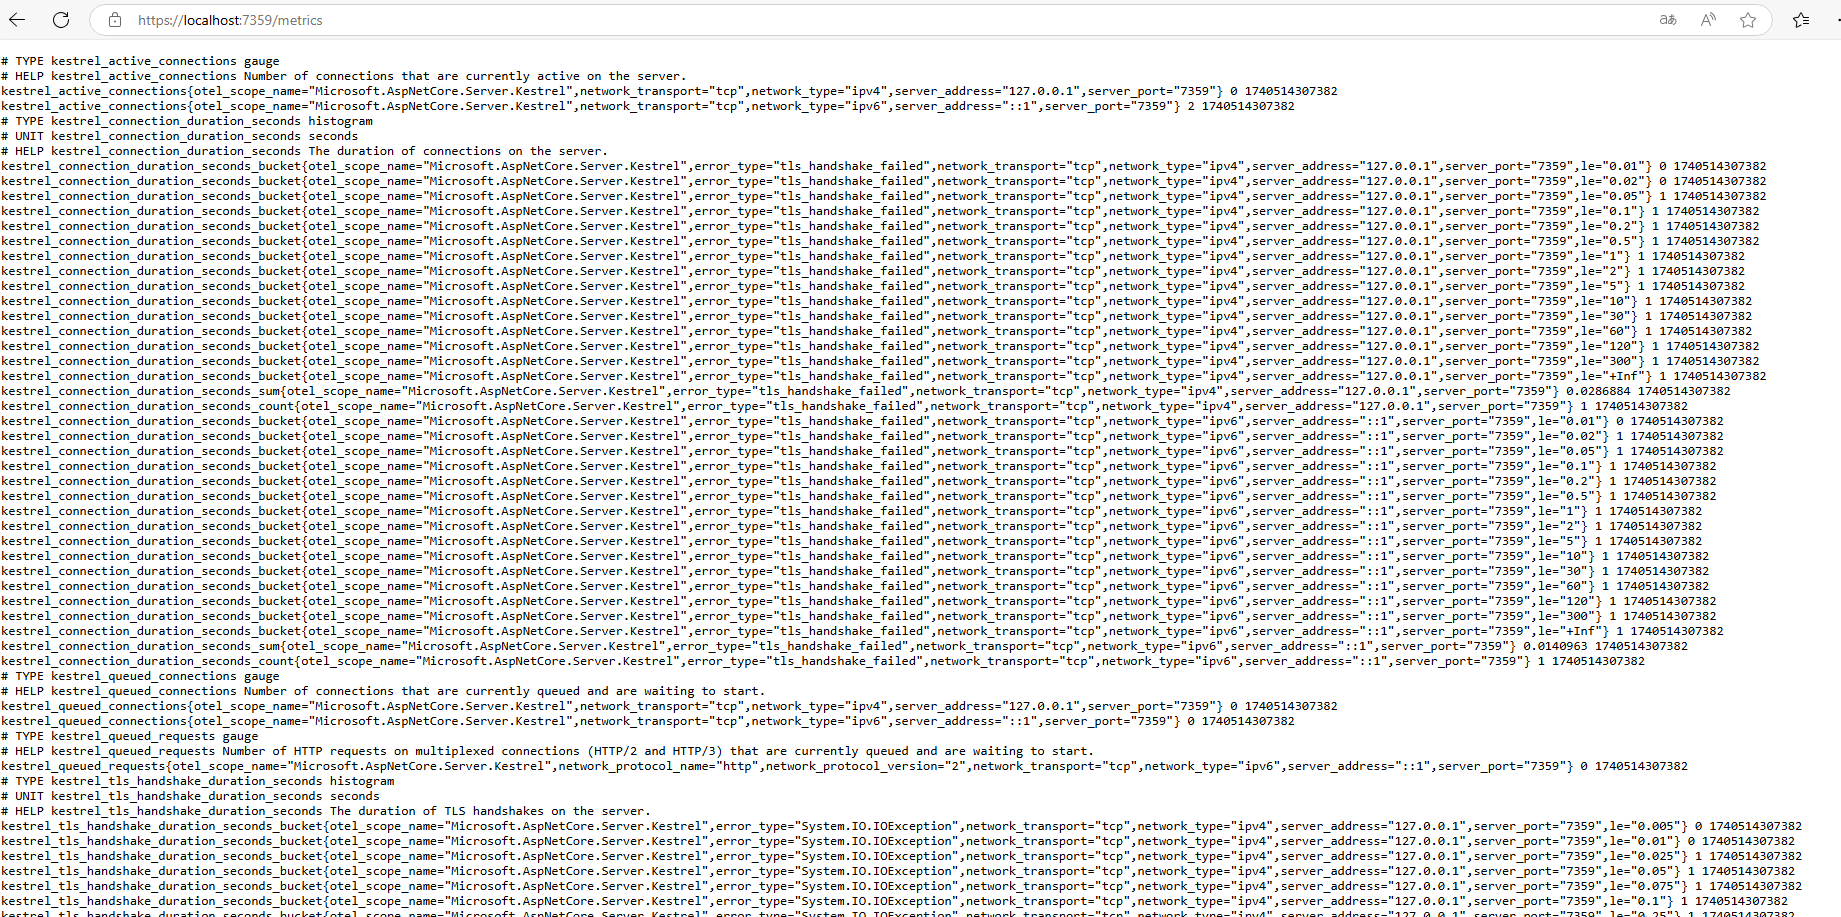 https://localhost:7359/metrics
# TYPE kestrel_active_connections gauge
# HELP kestrel_active_connections Number of connections that are currently active on the server.
kestrel_active_connections{otel_scope_name="Microsoft.AspNetCore.Server.Kestrel",network_transport="tcp",network_type="ipv4",server_address="127.0.0.1",server_port="7359"} 0 1740514307382
kestrel_active_connections{otel_scope_name="Microsoft.AspNetCore.Server.Kestrel",network_transport="tcp",network_type="ipv6",server_address="::1",server_port="7359"} 2 1740514307382
# TYPE kestrel_connection_duration_seconds histogram
# UNIT kestrel_connection_duration_seconds seconds
# HELP kestrel_connection_duration_seconds The duration of connections on the server.
kestrel_connection_duration_seconds_bucket{otel_scope_name="Microsoft.AspNetCore.Server.Kestrel",error_type="tls_handshake_failed",network_transport="tcp",network_type="ipv4",server_address="127.0.0.1",server_port="7359",le="0.01"} 0 1740514307382
kestrel_connection_duration_seconds_bucket{otel_scope_name="Microsoft.AspNetCore.Server.Kestrel",error_type="tls_handshake_failed",network_transport="tcp",network_type="ipv4",server_address="127.0.0.1",server_port="7359",le="0.02"} 0 1740514307382
kestrel_connection_duration_seconds_bucket{otel_scope_name="Microsoft.AspNetCore.Server.Kestrel",error_type="tls_handshake_failed",network_transport="tcp",network_type="ipv4",server_address="127.0.0.1",server_port="7359",le="0.05"} 1 1740514307382
kestrel_connection_duration_seconds_bucket{otel_scope_name="Microsoft.AspNetCore.Server.Kestrel",error_type="tls_handshake_failed",network_transport="tcp",network_type="ipv4",server_address="127.0.0.1",server_port="7359",le="0.1"} 1 1740514307382
kestrel_connection_duration_seconds_bucket{otel_scope_name="Microsoft.AspNetCore.Server.Kestrel",error_type="tls_handshake_failed",network_transport="tcp",network_type="ipv4",server_address="127.0.0.1",server_port="7359",le="0.2"} 1 1740514307382
kestrel_connection_duration_seconds_bucket{otel_scope_name="Microsoft.AspNetCore.Server.Kestrel",error_type="tls_handshake_failed",network_transport="tcp",network_type="ipv4",server_address="127.0.0.1",server_port="7359",le="0.5"} 1 1740514307382
kestrel_connection_duration_seconds_bucket{otel_scope_name="Microsoft.AspNetCore.Server.Kestrel",error_type="tls_handshake_failed",network_transport="tcp",network_type="ipv4",server_address="127.0.0.1",server_port="7359",le="1"} 1 1740514307382
kestrel_connection_duration_seconds_bucket{otel_scope_name="Microsoft.AspNetCore.Server.Kestrel",error_type="tls_handshake_failed",network_transport="tcp",network_type="ipv4",server_address="127.0.0.1",server_port="7359",le="2"} 1 1740514307382
kestrel_connection_duration_seconds_bucket{otel_scope_name="Microsoft.AspNetCore.Server.Kestrel",error_type="tls_handshake_failed",network_transport="tcp",network_type="ipv4",server_address="127.0.0.1",server_port="7359",le="5"} 1 1740514307382
kestrel_connection_duration_seconds_bucket{otel_scope_name="Microsoft.AspNetCore.Server.Kestrel",error_type="tls_handshake_failed",network_transport="tcp",network_type="ipv4",server_address="127.0.0.1",server_port="7359",le="10"} 1 1740514307382
kestrel_connection_duration_seconds_bucket{otel_scope_name="Microsoft.AspNetCore.Server.Kestrel",error_type="tls_handshake_failed",network_transport="tcp",network_type="ipv4",server_address="127.0.0.1",server_port="7359",le="30"} 1 1740514307382
kestrel_connection_duration_seconds_bucket{otel_scope_name="Microsoft.AspNetCore.Server.Kestrel",error_type="tls_handshake_failed",network_transport="tcp",network_type="ipv4",server_address="127.0.0.1",server_port="7359",le="60"} 1 1740514307382
kestrel_connection_duration_seconds_bucket{otel_scope_name="Microsoft.AspNetCore.Server.Kestrel",error_type="tls_handshake_failed",network_transport="tcp",network_type="ipv4",server_address="127.0.0.1",server_port="7359",le="120"} 1 1740514307382
kestrel_connection_duration_seconds_bucket{otel_scope_name="Microsoft.AspNetCore.Server.Kestrel",error_type="tls_handshake_failed",network_transport="tcp",network_type="ipv4",server_address="127.0.0.1",server_port="7359",le="300"} 1 1740514307382
kestrel_connection_duration_seconds_bucket{otel_scope_name="Microsoft.AspNetCore.Server.Kestrel",error_type="tls_handshake_failed",network_transport="tcp",network_type="ipv4",server_address="127.0.0.1",server_port="7359",le="+Inf"} 1 1740514307382
kestrel_connection_duration_seconds_sum{otel_scope_name="Microsoft.AspNetCore.Server.Kestrel",error_type="tls_handshake_failed",network_transport="tcp",network_type="ipv4",server_address="127.0.0.1",server_port="7359"} 0.0286884 1740514307382
kestrel_connection_duration_seconds_count{otel_scope_name="Microsoft.AspNetCore.Server.Kestrel",error_type="tls_handshake_failed",network_transport="tcp",network_type="ipv4",server_address="127.0.0.1",server_port="7359"} 1 1740514307382
kestrel_connection_duration_seconds_bucket{otel_scope_name="Microsoft.AspNetCore.Server.Kestrel",error_type="tls_handshake_failed",network_transport="tcp",network_type="ipv6",server_address="::1",server_port="7359",le="0.01"} 0 1740514307382
kestrel_connection_duration_seconds_bucket{otel_scope_name="Microsoft.AspNetCore.Server.Kestrel",error_type="tls_handshake_failed",network_transport="tcp",network_type="ipv6",server_address="::1",server_port="7359",le="0.02"} 1 1740514307382
kestrel_connection_duration_seconds_bucket{otel_scope_name="Microsoft.AspNetCore.Server.Kestrel",error_type="tls_handshake_failed",network_transport="tcp",network_type="ipv6",server_address="::1",server_port="7359",le="0.05"} 1 1740514307382
kestrel_connection_duration_seconds_bucket{otel_scope_name="Microsoft.AspNetCore.Server.Kestrel",error_type="tls_handshake_failed",network_transport="tcp",network_type="ipv6",server_address="::1",server_port="7359",le="0.1"} 1 1740514307382
kestrel_connection_duration_seconds_bucket{otel_scope_name="Microsoft.AspNetCore.Server.Kestrel",error_type="tls_handshake_failed",network_transport="tcp",network_type="ipv6",server_address="::1",server_port="7359",le="0.2"} 1 1740514307382
kestrel_connection_duration_seconds_bucket{otel_scope_name="Microsoft.AspNetCore.Server.Kestrel",error_type="tls_handshake_failed",network_transport="tcp",network_type="ipv6",server_address="::1",server_port="7359",le="0.5"} 1 1740514307382
kestrel_connection_duration_seconds_bucket{otel_scope_name="Microsoft.AspNetCore.Server.Kestrel",error_type="tls_handshake_failed",network_transport="tcp",network_type="ipv6",server_address="::1",server_port="7359",le="1"} 1 1740514307382
kestrel_connection_duration_seconds_bucket{otel_scope_name="Microsoft.AspNetCore.Server.Kestrel",error_type="tls_handshake_failed",network_transport="tcp",network_type="ipv6",server_address="::1",server_port="7359",le="2"} 1 1740514307382
kestrel_connection_duration_seconds_bucket{otel_scope_name="Microsoft.AspNetCore.Server.Kestrel",error_type="tls_handshake_failed",network_transport="tcp",network_type="ipv6",server_address="::1",server_port="7359",le="5"} 1 1740514307382
kestrel_connection_duration_seconds_bucket{otel_scope_name="Microsoft.AspNetCore.Server.Kestrel",error_type="tls_handshake_failed",network_transport="tcp",network_type="ipv6",server_address="::1",server_port="7359",le="10"} 1 1740514307382
kestrel_connection_duration_seconds_bucket{otel_scope_name="Microsoft.AspNetCore.Server.Kestrel",error_type="tls_handshake_failed",network_transport="tcp",network_type="ipv6",server_address="::1",server_port="7359",le="30"} 1 1740514307382
kestrel_connection_duration_seconds_bucket{otel_scope_name="Microsoft.AspNetCore.Server.Kestrel",error_type="tls_handshake_failed",network_transport="tcp",network_type="ipv6",server_address="::1",server_port="7359",le="60"} 1 1740514307382
kestrel_connection_duration_seconds_bucket{otel_scope_name="Microsoft.AspNetCore.Server.Kestrel",error_type="tls_handshake_failed",network_transport="tcp",network_type="ipv6",server_address="::1",server_port="7359",le="120"} 1 1740514307382
kestrel_connection_duration_seconds_bucket{otel_scope_name="Microsoft.AspNetCore.Server.Kestrel",error_type="tls_handshake_failed",network_transport="tcp",network_type="ipv6",server_address="::1",server_port="7359",le="300"} 1 1740514307382
kestrel_connection_duration_seconds_bucket{otel_scope_name="Microsoft.AspNetCore.Server.Kestrel",error_type="tls_handshake_failed",network_transport="tcp",network_type="ipv6",server_address="::1",server_port="7359",le="+Inf"} 1 1740514307382
kestrel_connection_duration_seconds_sum{otel_scope_name="Microsoft.AspNetCore.Server.Kestrel",error_type="tls_handshake_failed",network_transport="tcp",network_type="ipv6",server_address="::1",server_port="7359"} 0.0140963 1740514307382
kestrel_connection_duration_seconds_count{otel_scope_name="Microsoft.AspNetCore.Server.Kestrel",error_type="tls_handshake_failed",network_transport="tcp",network_type="ipv6",server_address="::1",server_port="7359"} 1 1740514307382
# TYPE kestrel_queued_connections gauge
# HELP kestrel_queued_connections Number of connections that are currently queued and are waiting to start.
kestrel_queued_connections{otel_scope_name="Microsoft.AspNetCore.Server.Kestrel",network_transport="tcp",network_type="ipv4",server_address="127.0.0.1",server_port="7359"} 0 1740514307382
kestrel_queued_connections{otel_scope_name="Microsoft.AspNetCore.Server.Kestrel",network_transport="tcp",network_type="ipv6",server_address="::1",server_port="7359"} 0 1740514307382
# TYPE kestrel_queued_requests gauge
# HELP kestrel_queued_requests Number of HTTP requests on multiplexed connections (HTTP/2 and HTTP/3) that are currently queued and are waiting to start.
kestrel_queued_requests{otel_scope_name="Microsoft.AspNetCore.Server.Kestrel",network_protocol_name="http",network_protocol_version="2",network_transport="tcp",network_type="ipv6",server_address="::1",server_port="7359"} 0 1740514307382
# TYPE kestrel_tls_handshake_duration_seconds histogram
# UNIT kestrel_tls_handshake_duration_seconds seconds
# HELP kestrel_tls_handshake_duration_seconds The duration of TLS handshakes on the server.
kestrel_tls_handshake_duration_seconds_bucket{otel_scope_name="Microsoft.AspNetCore.Server.Kestrel",error_type="System.IO.IOException",network_transport="tcp",network_type="ipv4",server_address="127.0.0.1",server_port="7359",le="0.005"} 0 1740514307382
kestrel_tls_handshake_duration_seconds_bucket{otel_scope_name="Microsoft.AspNetCore.Server.Kestrel",error_type="System.IO.IOException",network_transport="tcp",network_type="ipv4",server_address="127.0.0.1",server_port="7359",le="0.01"} 0 1740514307382
kestrel_tls_handshake_duration_seconds_bucket{otel_scope_name="Microsoft.AspNetCore.Server.Kestrel",error_type="System.IO.IOException",network_transport="tcp",network_type="ipv4",server_address="127.0.0.1",server_port="7359",le="0.025"} 1 1740514307382
kestrel_tls_handshake_duration_seconds_bucket{otel_scope_name="Microsoft.AspNetCore.Server.Kestrel",error_type="System.IO.IOException",network_transport="tcp",network_type="ipv4",server_address="127.0.0.1",server_port="7359",le="0.05"} 1 1740514307382
kestrel_tls_handshake_duration_seconds_bucket{otel_scope_name="Microsoft.AspNetCore.Server.Kestrel",error_type="System.IO.IOException",network_transport="tcp",network_type="ipv4",server_address="127.0.0.1",server_port="7359",le="0.075"} 1 1740514307382
kestrel_tls_handshake_duration_seconds_bucket{otel_scope_name="Microsoft.AspNetCore.Server.Kestrel",error_type="System.IO.IOException",network_transport="tcp",network_type="ipv4",server_address="127.0.0.1",server_port="7359",le="0.1"} 1 1740514307382
kestrel_tls_handshake_duration_seconds_bucket{otel_scope_name="Microsoft.AspNetCore.Server.Kestrel",error_type="System.IO.IOException",network_transport="tcp",network_type="ipv4",server_address="127.0.0.1",server_port="7359",le="0.25"} 1 1740514307382